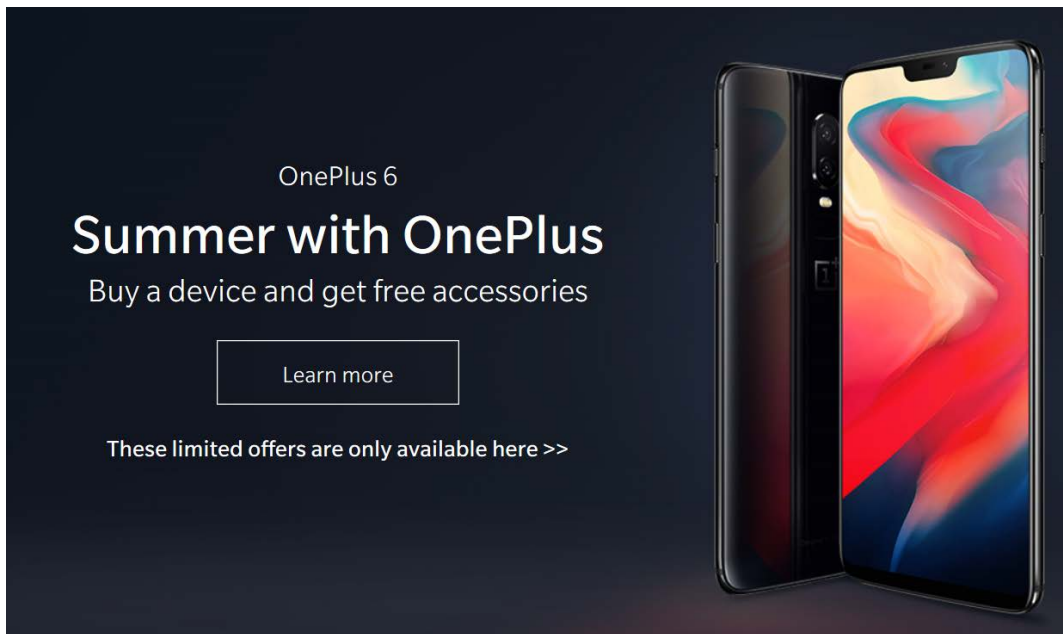 OnePlus 6
Summer with OnePlus
Buy a device and get free accessories
Learn more
These limited offers are only available here >>